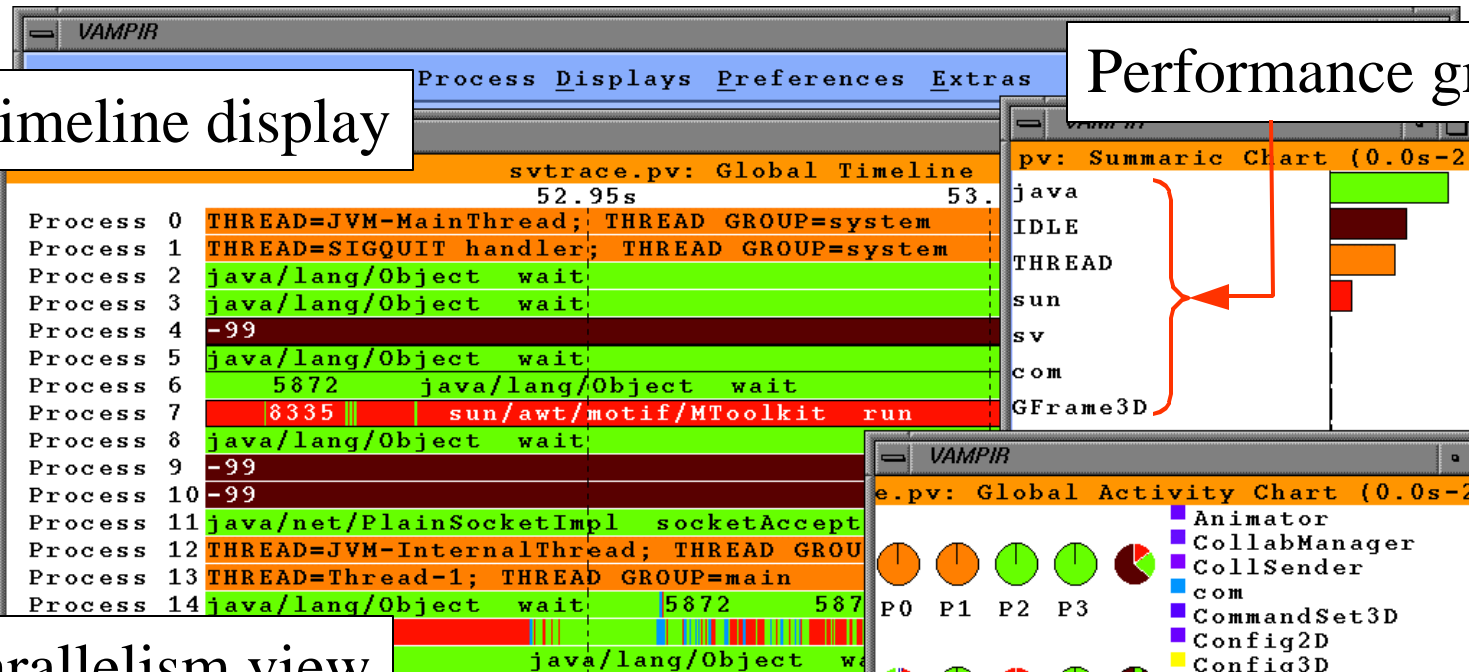 VAMPIR
Process Displays Preferences Extras
Performance
display
VAMPIR
svtrace.pv: Global Timeline
52.95s 53.
pv: Summaric Chart (0.0s-2
java
IDLE
THREAD
sun
sv
com
GFrame3D
Process 0 THREAD=JVM-MainThread; THREAD GROUP=system
Process 1 THREAD=SIGQUIT handler; THREAD GROUP=system
Process 2 java/lang/Object wait
Process 3 java/lang/Object wait
Process 4 -99
Process 5 java/lang/Object wait
Process 6 5872 java/lang/Object wait
Process 7 8335 sun/awt/motif/MToolkit run
Process 8 java/lang/Object wait
Process 9 -99
Process 10 -99
Process 11 java/net/PlainSocketImpl socketAccept
Process 12 THREAD=JVM-InternalThread; THREAD GROU
Process 13 THREAD=Thread-1; THREAD GROUP=main
Process 14 java/lang/Object wait 5872 587
java/lang/Object
view
VAMPIR
e.pv: Global Activity Chart (0.0s-2
Animator
CollabManager
CollSender
com
CommandSet3D
Config2D
Config3D
P0 P1 P2 P3